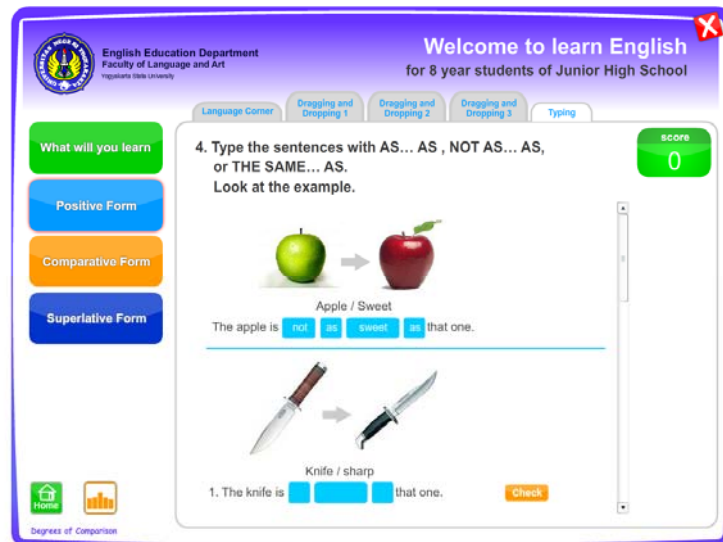 English Education Department
Faculty of Language and Art
Yogyakarta State University
Welcome to learn English
for 8 year students of Junior High School
Language Corner
Dragging and
Dropping 1
Dragging and
Dropping 2
Dragging and
Dropping 3
Typing
What will you learn
Positive Form
Comparative Form
Superlative Form
score
0
4. Type the sentences with AS... AS , NOT AS... AS,
or THE SAME... AS.
Look at the example.
Apple / Sweet
The apple is not as sweet as that one.
Knife / sharp
1. The knife is that one.
Check
Home
Degrees of Comparison